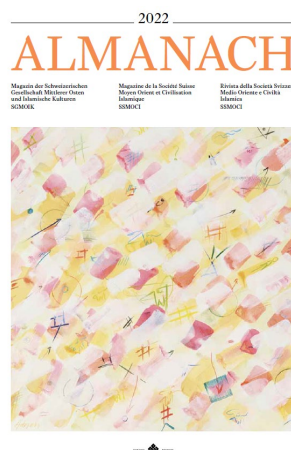 2022
ALMANACH
Magazin der Schweizerischen
Gesellschaft Mittlerer Osten
und Islamische Kulturen
SGMOIK
Magazine de la Société Suisse
Moyen Orient et Civilisation
Islamique
SSMOCI
Rivista della Società Svizzera
Medio Oriente e Civiltà
Islamica
SSMOCI